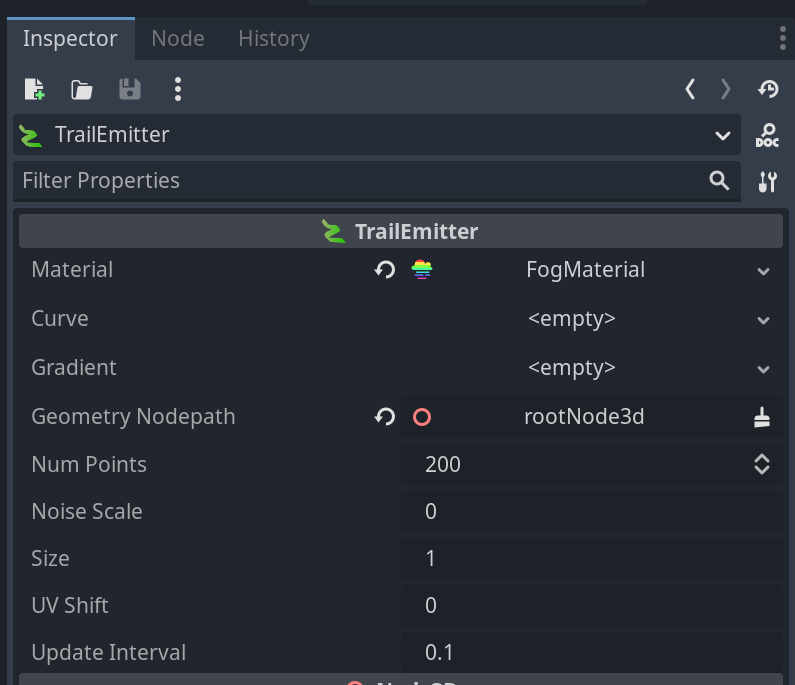 Inspector Node History
TrailEmitter
DOC
Filter Properties
TrailEmitter
Material FogMaterial
Curve <empty>
Gradient <empty>
Geometry Nodepath rootNode3d
Num Points 200
Noise Scale 0
Size 1
UV Shift 0
Update Interval 0.1